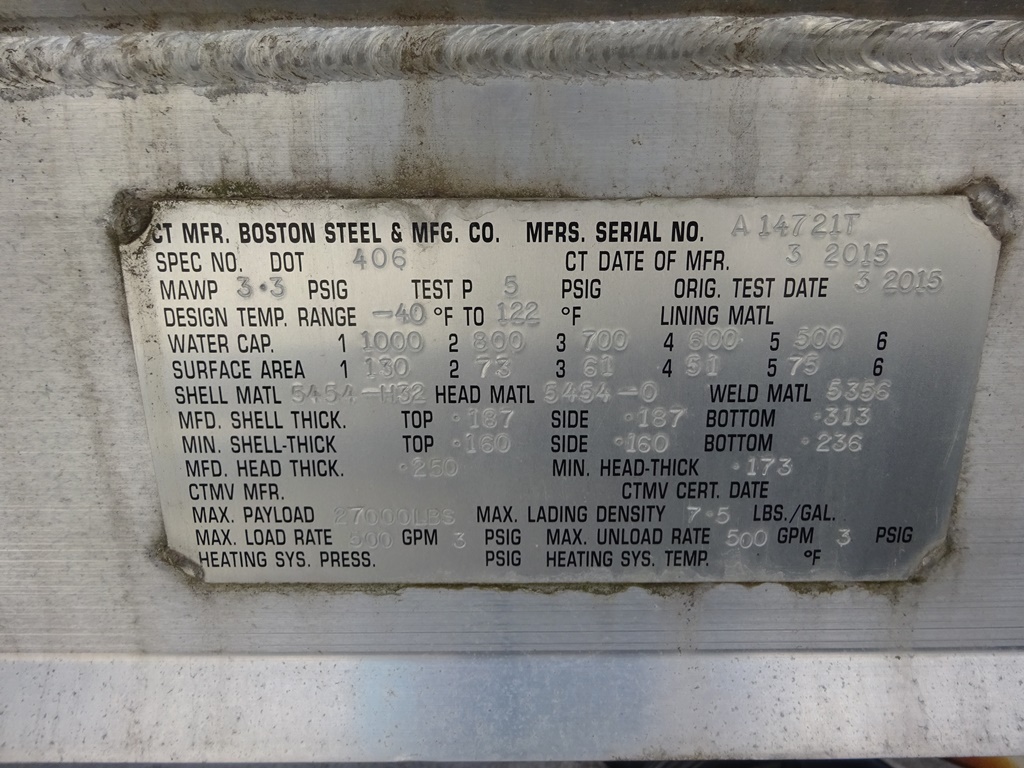 CT MFR. BOSTON STEEL & MFG. CO. MFRS. SERIAL NO. A14721T
SPEC NO. DOT 406 CT DATE OF MFR. 3 2015
MAWP 3.3 PSIG TEST P 5 PSIG ORIG. TEST DATE 3 2015
DESIGN TEMP. RANGE -40 °F TO 122 °F LINING MATL
WATER CAP. 1 1000 2 800 3 700 4 600 5 500 6
SURFACE AREA 1 130 2 73 3 61 4 51 5 75 6
SHELL MATL 5454-H32 HEAD MATL 5454-0 WELD MATL 5356
MFD. SHELL THICK. TOP .187 SIDE .187 BOTTOM .313
MIN. SHELL-THICK TOP .160 SIDE .160 BOTTOM .236
MFD. HEAD THICK. .250 MIN. HEAD-THICK .173
CTMV MFR. CTMV CERT. DATE
MAX. PAYLOAD 27000LBS MAX. LADING DENSITY 7.5 LBS./GAL.
MAX. LOAD RATE GPM 3 PSIG MAX. UNLOAD RATE 500 GPM 3 PSIG
HEATING SYS. PRESS. PSIG HEATING SYS. TEMP. °F